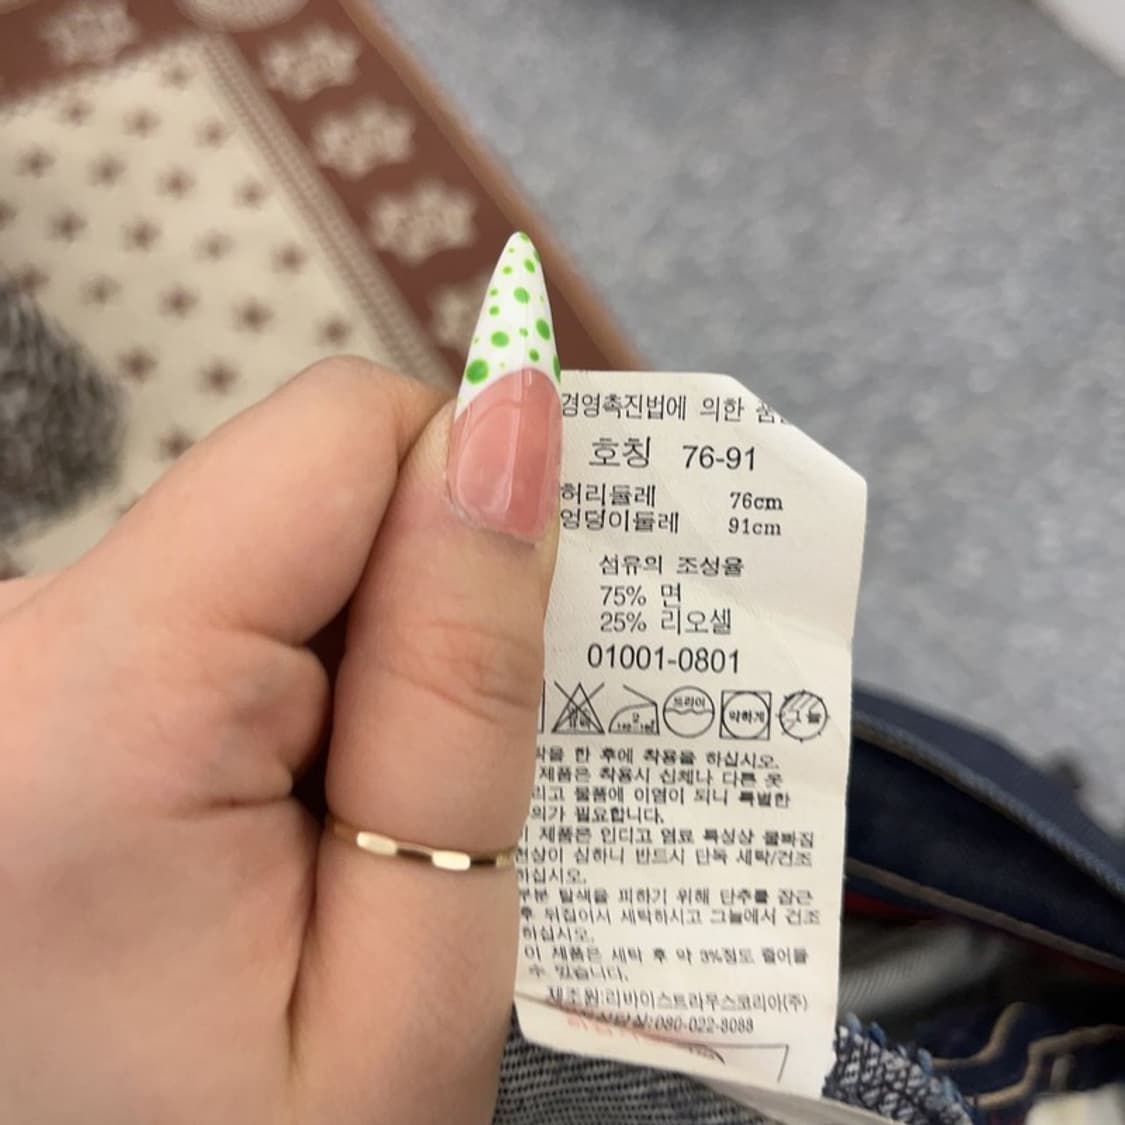 경영촉진법에 의한
호칭 76-91
허리둘레 76cm
엉덩이둘레 91cm
섬유의 조성율
75% 면
25% 리오셀
01001-0801
드라이 약하게
을 한 후에 착용을 하십시오.
제품은 착용시 신체나 다른 옷
리고 물품에 이염이 되니 특별한
의가 필요합니다.
제품은 인디고 염료 특성상 물빠짐
현상이 심하니 반드시 단독 세탁/건조
하십시오.
부분 탈색을 피하기 위해 단추를 잠근
후 뒤집어서 세탁하시고 그늘에서 건조
하십시오.
이 제품은 세탁 후 약 3%정도 줄어들
수 있습니다.
제조원:리바이스트라우스코리아(주)
:080-022-8088